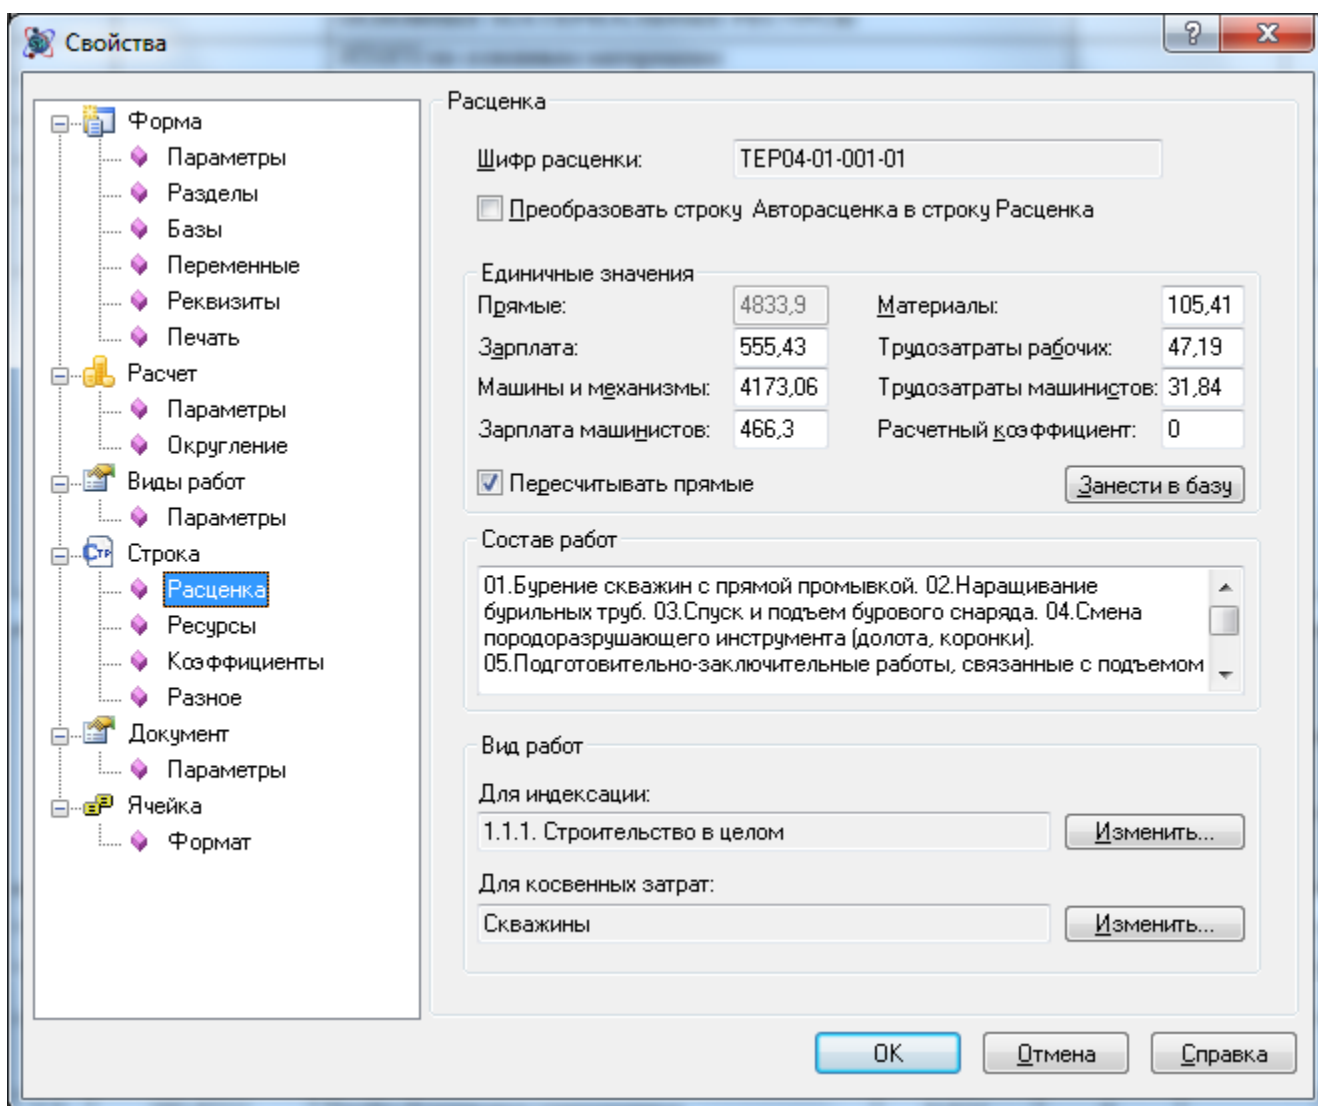 Свойства
Форма
Параметры
Разделы
Базы
Переменные
Реквизиты
Печать
Расчет
Параметры
Округление
Виды работ
Параметры
Строка
Расценка
Ресурсы
Коэффициенты
Разное
Документ
Параметры
Ячейка
Формат
Расценка
Шифр расценки: ТЕР04-01-001-01
Преобразовать строку Авторасценка в строку Расценка
Единичные значения
Прямые: 4833,9 Материалы: 105,41
Зарплата: 555,43 Трудозатраты рабочих: 47,19
Машины и механизмы: 4173,06 Трудозатраты машинистов: 31,84
Зарплата машинистов: 466,3 Расчетный коэффициент: 0
Пересчитывать прямые Занести в базу
Состав работ
01.Бурение скважин с прямой промывкой. 02.Наращивание
бурильных труб. 03.Спуск и подъем бурового снаряда. 04.Смена
породоразрушающего инструмента (долота, коронки).
05.Подготовительно-заключительные работы, связанные с подъемом
Вид работ
Для индексации:
1.1.1. Строительство в целом Изменить...
Для косвенных затрат:
Скважины Изменить...
OK Отмена Справка